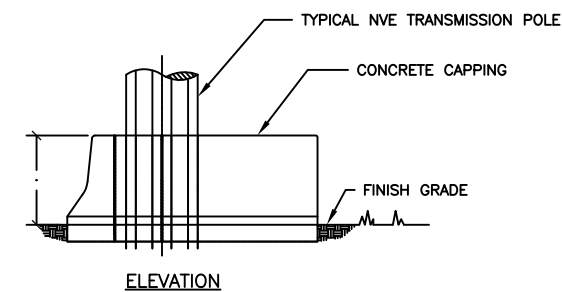 TYPICAL NVE TRANSMISSION POLE
CONCRETE CAPPING
FINISH GRADE
ELEVATION